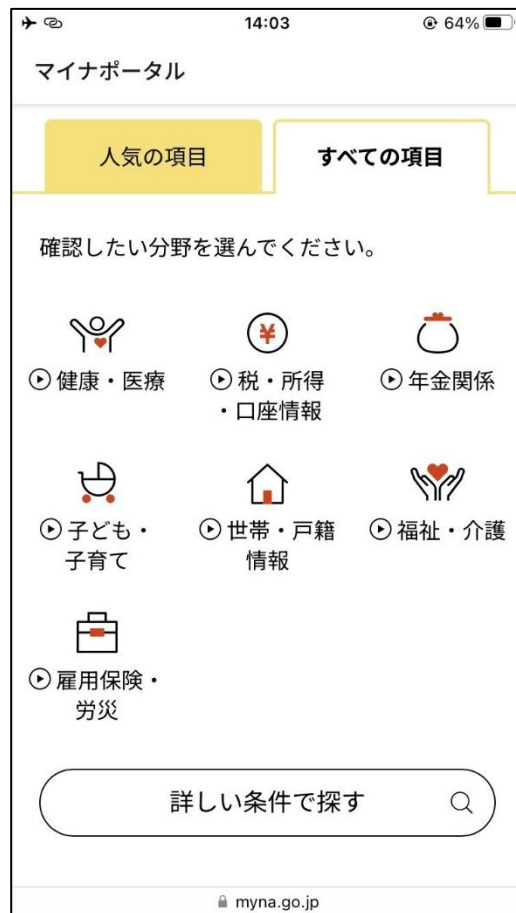 14:03
64%
マイナポータル
人気の項目
すべての項目
確認したい分野を選んでください。
健康・医療
税・所得
・口座情報
年金関係
子ども・
子育て
世帯・戸籍
情報
福祉・介護
雇用保険・
労災
詳しい条件で探す
myna.go.jp